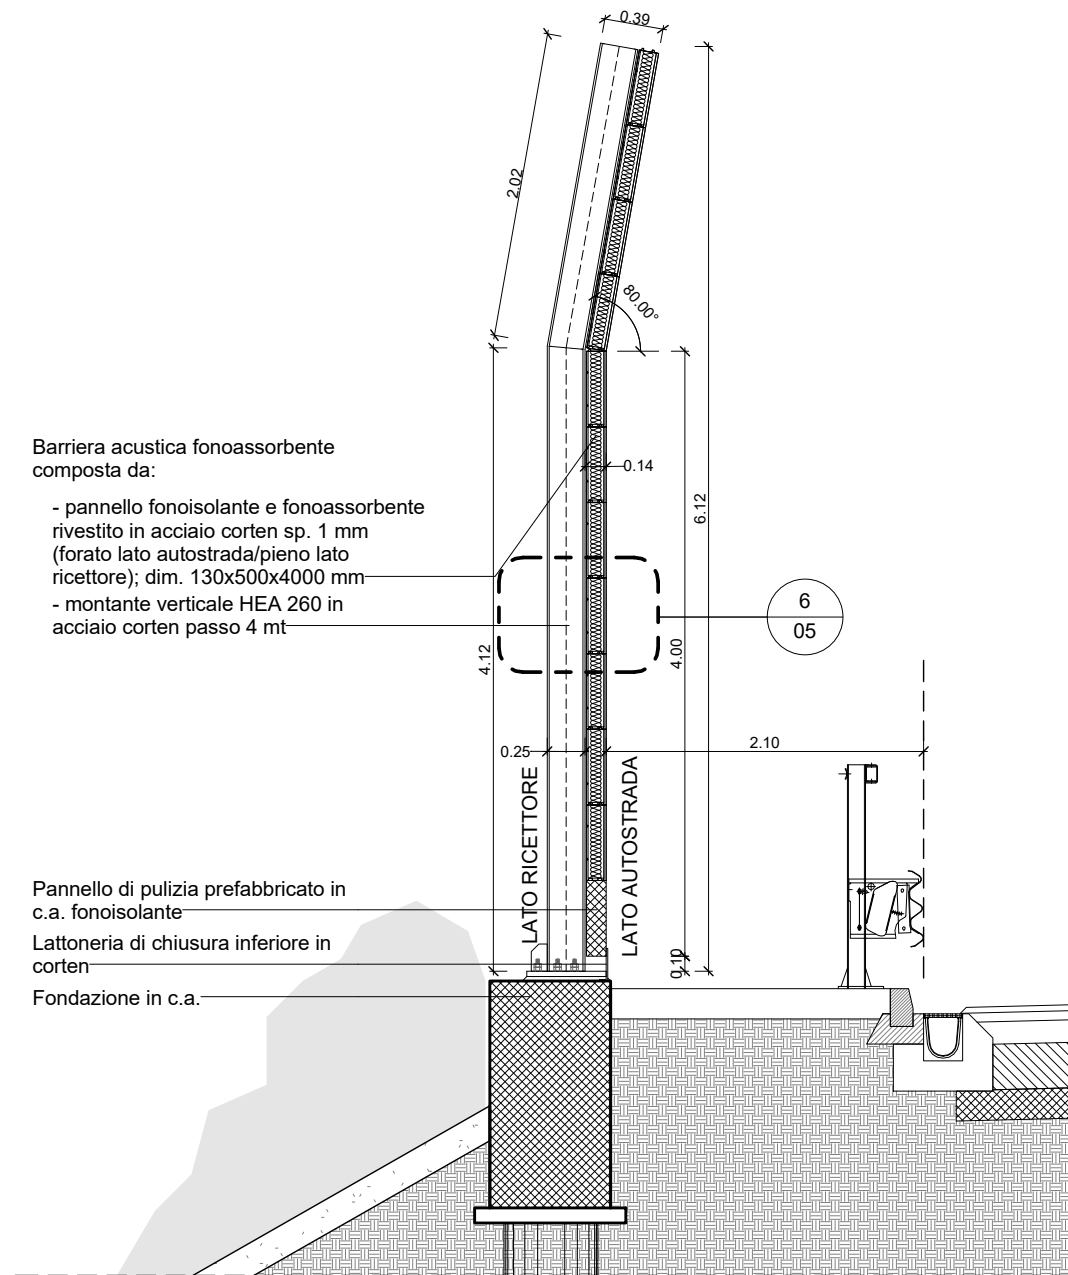 0.39
2.02
80.00°
Barriera acustica fonoassorbente
composta da:
- pannello fonoisolante e fonoassorbente
rivestito in acciaio corten sp. 1 mm
(forato lato autostrada/pieno lato
ricettore); dim. 130x500x4000 mm
- montante verticale HEA 260 in
acciaio corten passo 4 mt
0.14
6.12
6
05
4.12
4.00
0.25
2.10
LATO RICETTORE
LATO AUTOSTRADA
Pannello di pulizia prefabbricato in
c.a. fonoisolante
Lattoneria di chiusura inferiore in
corten
0.10
Fondazione in c.a.